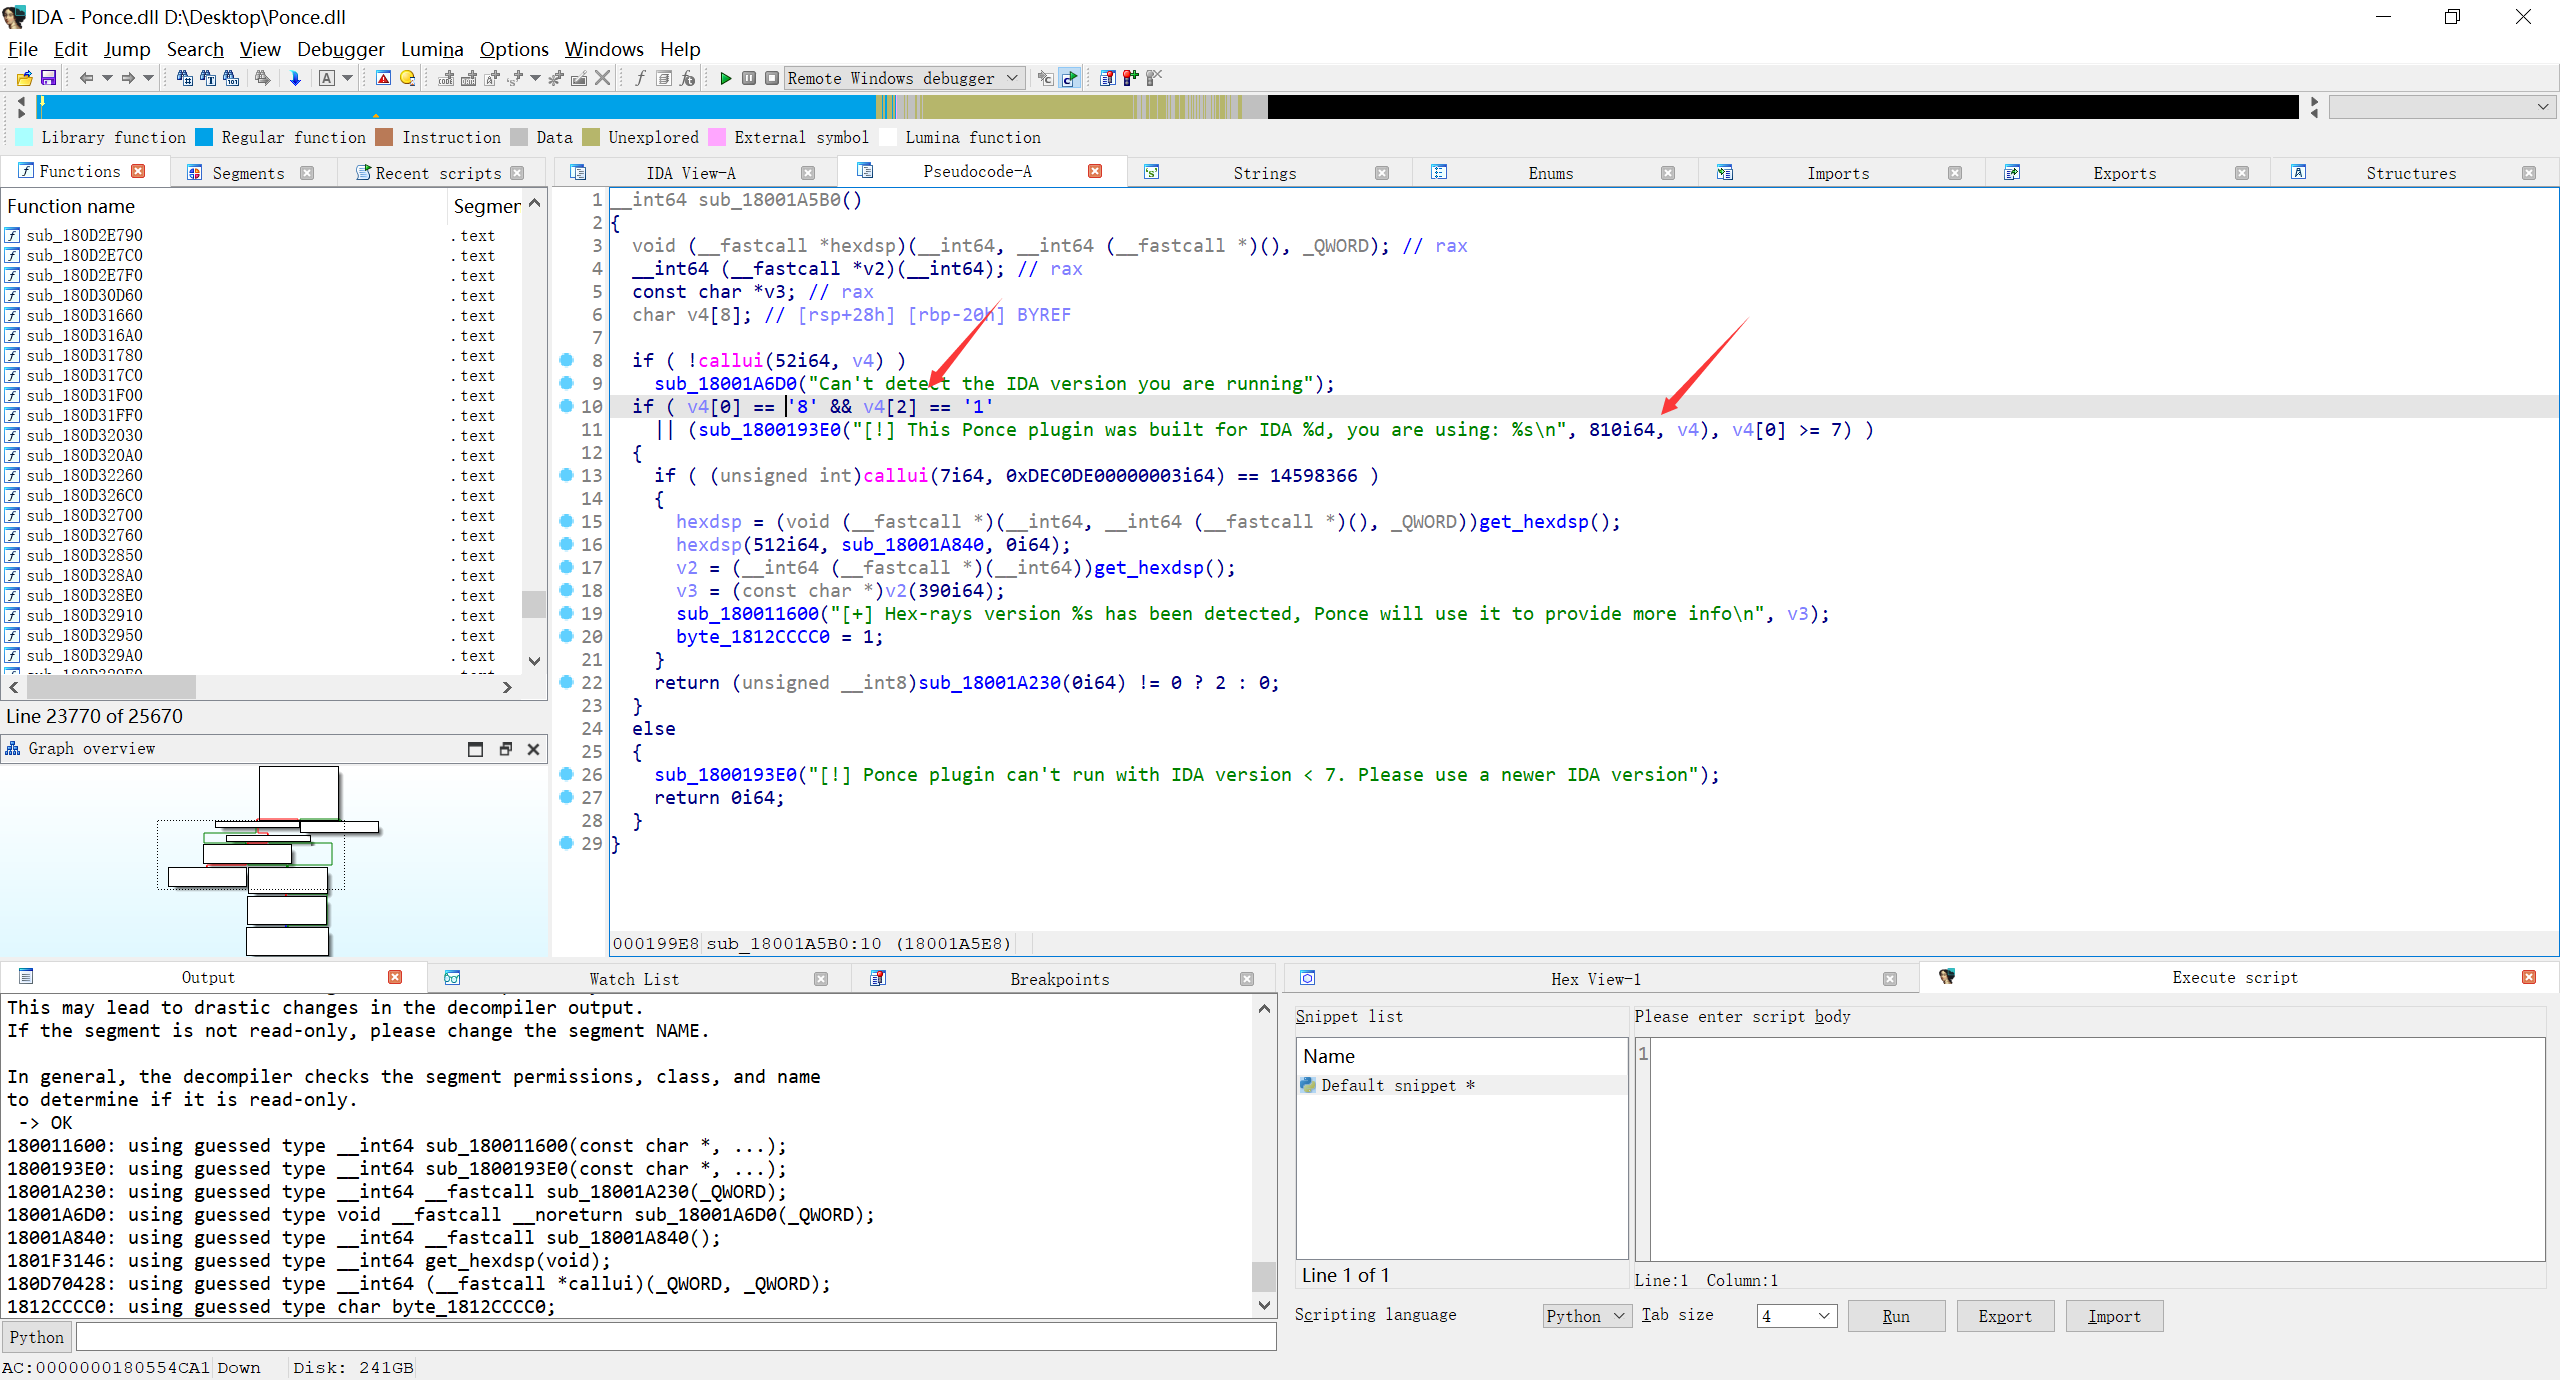 IDA - Ponce.dll D:\Desktop\Ponce.dll
File Edit Jump Search View Debugger Lumina Options Windows Help
Remote Windows debugger
Library function Regular function Instruction Data Unexplored External symbol Lumina function
Functions Segments Recent scripts IDA View-A Pseudocode-A Strings Enums Imports Exports Structures
Function name Segmen
sub_180D2E790 .text
sub_180D2E7C0 .text
sub_180D2E7F0 .text
sub_180D30D60 .text
sub_180D31660 .text
sub_180D316A0 .text
sub_180D31780 .text
sub_180D317C0 .text
sub_180D31F00 .text
sub_180D31FF0 .text
sub_180D32030 .text
sub_180D320A0 .text
sub_180D32260 .text
sub_180D326C0 .text
sub_180D32700 .text
sub_180D32760 .text
sub_180D32850 .text
sub_180D328A0 .text
sub_180D328E0 .text
sub_180D32910 .text
sub_180D32950 .text
sub_180D329A0 .text
Line 23770 of 25670
Graph overview
1 __int64 sub_18001A5B0()
2 {
3 void (__fastcall *hexdsp)(__int64, __int64 (__fastcall *)(), _QWORD); // rax
4 __int64 (__fastcall *v2)(__int64); // rax
5 const char *v3; // rax
6 char v4[8]; // [rsp+28h] [rbp-20h] BYREF
7
8 if ( !callui(52i64, v4) )
9 sub_18001A6D0("Can't detect the IDA version you are running");
10 if ( v4[0] == '8' && v4[2] == '1'
11 || (sub_1800193E0("[!] This Ponce plugin was built for IDA %d, you are using: %s\n", 810i64, v4), v4[0] >= 7) )
12 {
13 if ( (unsigned int)callui(7i64, 0xDEC0DE00000003i64) == 14598366 )
14 {
15 hexdsp = (void (__fastcall *)(__int64, __int64 (__fastcall *)(), _QWORD))get_hexdsp();
16 hexdsp(512i64, sub_18001A840, 0i64);
17 v2 = (__int64 (__fastcall *)(__int64))get_hexdsp();
18 v3 = (const char *)v2(390i64);
19 sub_180011600("[+] Hex-rays version %s has been detected, Ponce will use it to provide more info\n", v3);
20 byte_1812CCCC0 = 1;
21 }
22 return (unsigned __int8)sub_18001A230(0i64) != 0 ? 2 : 0;
23 }
24 else
25 {
26 sub_1800193E0("[!] Ponce plugin can't run with IDA version < 7. Please use a newer IDA version");
27 return 0i64;
28 }
29 }
000199E8 sub_18001A5B0:10 (18001A5E8)
Output Watch List Breakpoints Hex View-1 Execute script
This may lead to drastic changes in the decompiler output.
If the segment is not read-only, please change the segment NAME.
In general, the decompiler checks the segment permissions, class, and name
to determine if it is read-only.
-> OK
180011600: using guessed type __int64 sub_180011600(const char *, ...);
1800193E0: using guessed type __int64 sub_1800193E0(const char *, ...);
18001A230: using guessed type __int64 __fastcall sub_18001A230(_QWORD);
18001A6D0: using guessed type void __fastcall __noreturn sub_18001A6D0(_QWORD);
18001A840: using guessed type __int64 __fastcall sub_18001A840();
1801F3146: using guessed type __int64 get_hexdsp(void);
180D70428: using guessed type __int64 (__fastcall *callui)(_QWORD, _QWORD);
1812CCCC0: using guessed type char byte_1812CCCC0;
Python
AC:0000000180554CA1 Down Disk: 241GB
Snippet list
Name
Default snippet *
Line 1 of 1
Please enter script body
1
Line:1 Column:1
Scripting language Python Tab size 4 Run Export Import